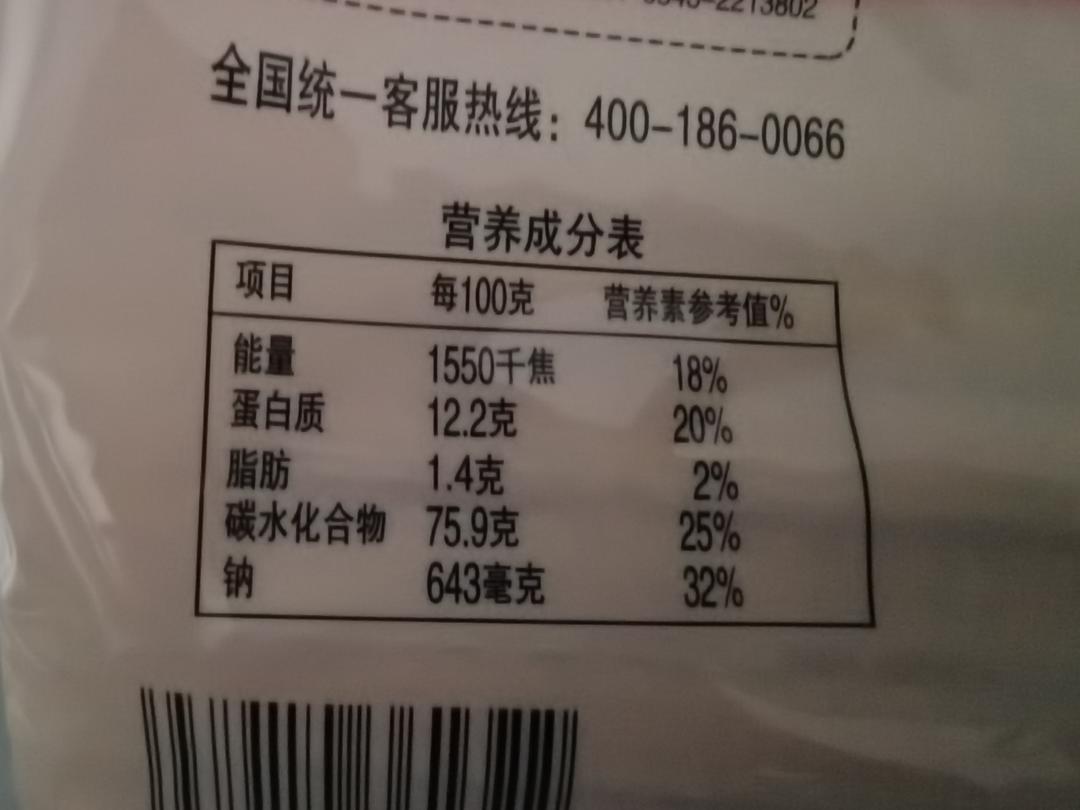 2213802
全国统一客服热线：400-186-0066
营养成分表
项目 每100克 营养素参考值%
能量 1550千焦 18%
蛋白质 12.2克 20%
脂肪 1.4克 2%
碳水化合物 75.9克 25%
钠 643毫克 32%